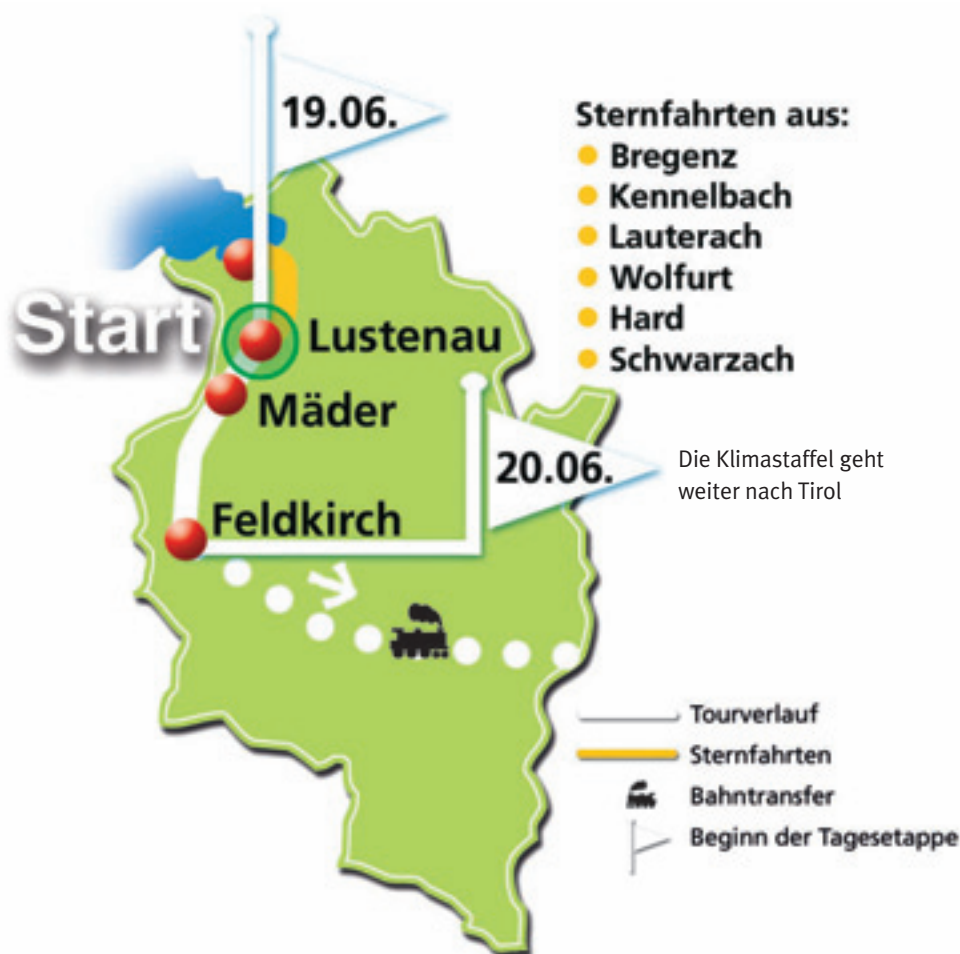 19.06.
Sternfahrten aus:
Bregenz
Kennelbach
Lauterach
Wolfurt
Hard
Schwarzach
Start
Lustenau
Mäder
20.06.
Die Klimastaffel geht
weiter nach Tirol
Feldkirch
Tourverlauf
Sternfahrten
Bahntransfer
Beginn der Tagesetappe